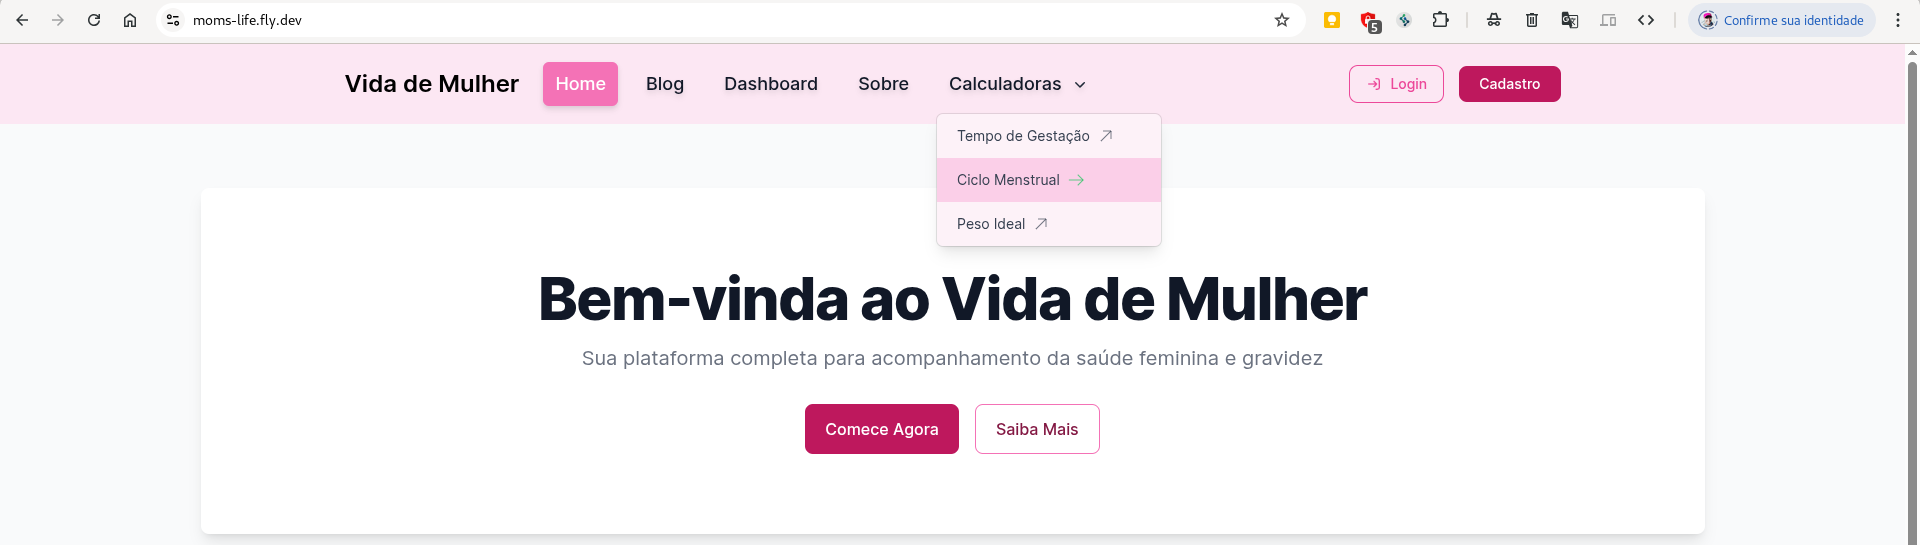 moms-life.fly.dev
5
Confirme sua identidade
Vida de Mulher
Home
Blog
Dashboard
Sobre
Calculadoras
Login
Cadastro
Tempo de Gestação
Ciclo Menstrual
Peso Ideal
Bem-vinda ao Vida de Mulher
Sua plataforma completa para acompanhamento da saúde feminina e gravidez
Comece Agora
Saiba Mais